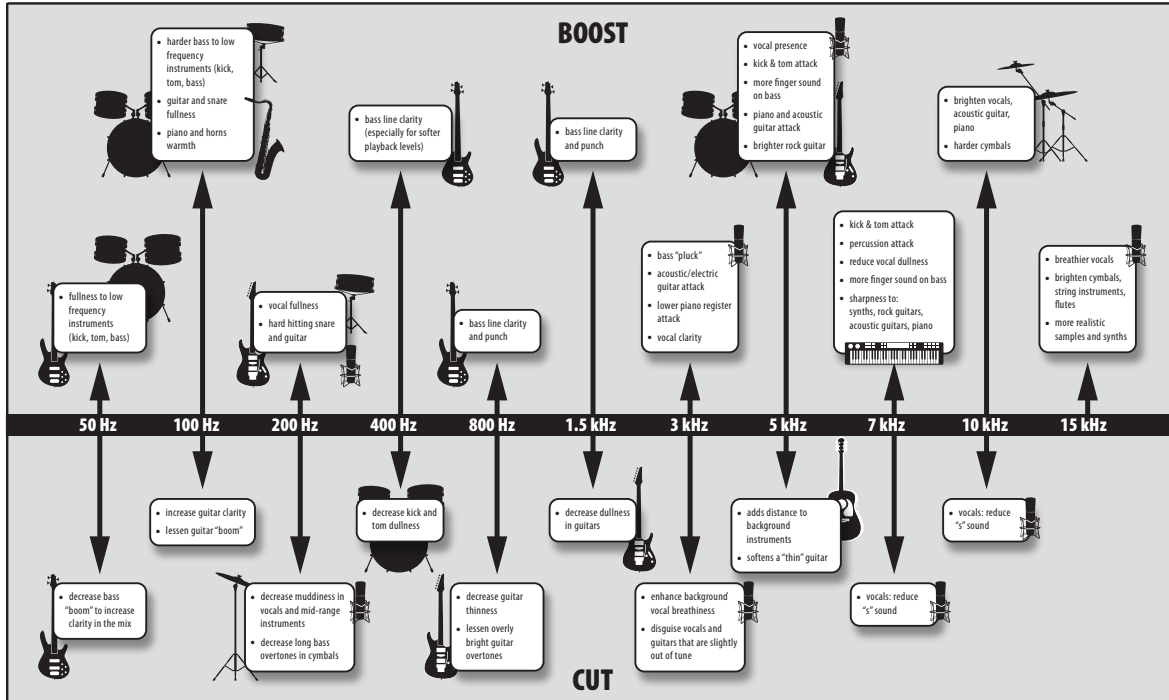 BOOST
• harder bass to low
frequency
instruments (kick,
tom, bass)
• guitar and snare
fullness
• piano and horns
warmth
• bass line clarity
(especially for softer
playback levels)
• bass line clarity
and punch
• vocal presence
• kick & tom attack
• more finger sound
on bass
• piano and acoustic
guitar attack
• brighter rock guitar
• brighten vocals,
acoustic guitar,
piano
• harder cymbals
• fullness to low
frequency
instruments
(kick, tom, bass)
• vocal fullness
• hard hitting snare
and guitar
• bass line clarity
and punch
• bass "pluck"
• acoustic/electric
guitar attack
• lower piano register
attack
• vocal clarity
• kick & tom attack
• percussion attack
• reduce vocal dullness
• more finger sound on bass
• sharpness to:
synths, rock guitars,
acoustic guitars, piano
• breathier vocals
• brighten cymbals,
string instruments,
flutes
• more realistic
samples and synths
50 Hz 100 Hz 200 Hz 400 Hz 800 Hz 1.5 kHz 3 kHz 5 kHz 7 kHz 10 kHz 15 kHz
• increase guitar clarity
• lessen guitar "boom"
• decrease kick and
tom dullness
• decrease dullness
in guitars
• adds distance to
background
instruments
• softens a "thin" guitar
• vocals: reduce
"s" sound
• decrease bass
"boom" to increase
clarity in the mix
• decrease muddiness in
vocals and mid-range
instruments
• decrease long bass
overtones in cymbals
• decrease guitar
thinness
• lessen overly
bright guitar
overtones
• enhance background
vocal breathiness
• disguise vocals and
guitars that are slightly
out of tune
• vocals: reduce
"s" sound
CUT